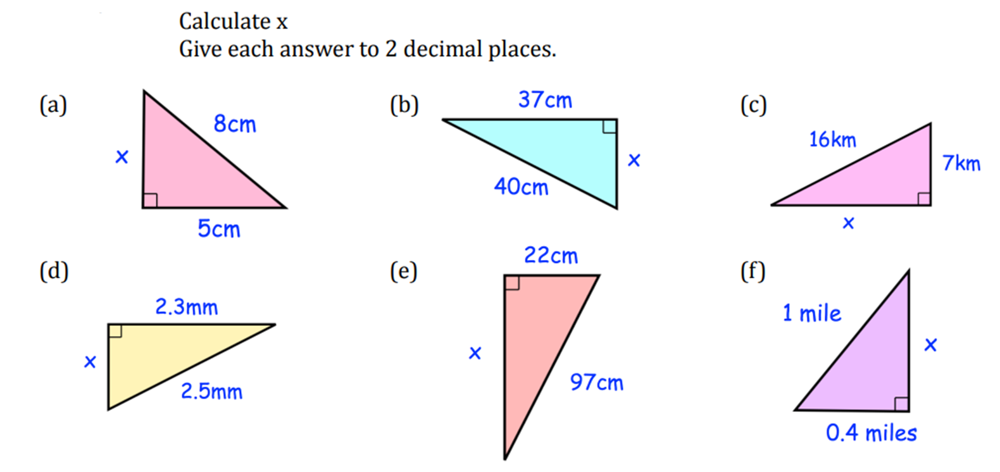 Calculate x
Give each answer to 2 decimal places.
(a)
8cm
x
5cm
(b)
37cm
x
40cm
(c)
16km
7km
x
(d)
2.3mm
x
2.5mm
(e)
22cm
x
97cm
(f)
1 mile
x
0.4 miles